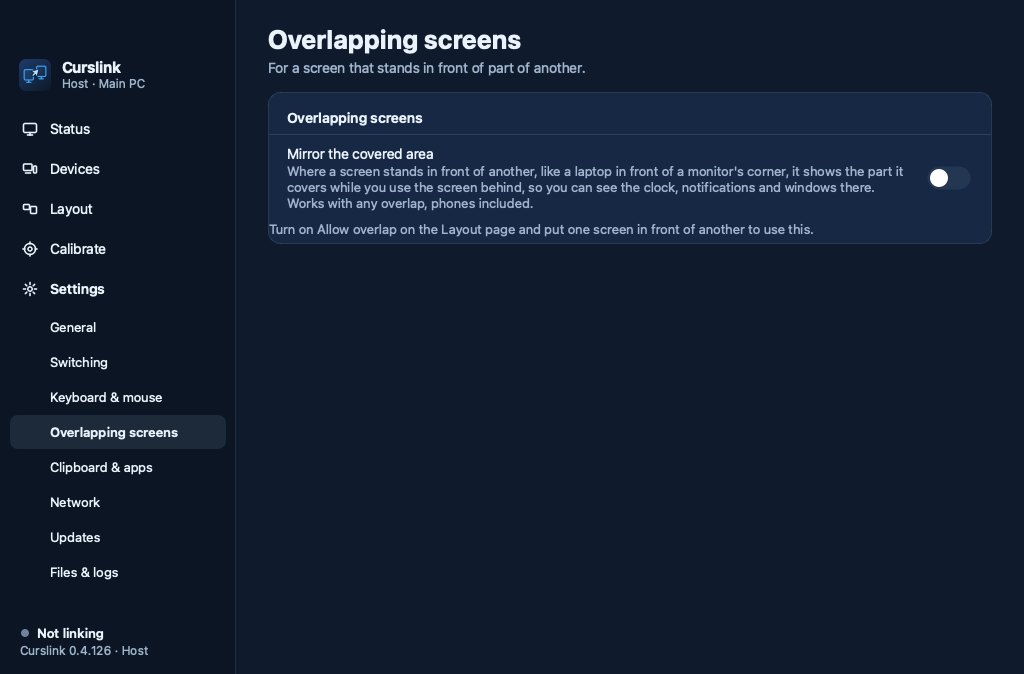 Curslink
Host · Main PC
Status
Devices
Layout
Calibrate
Settings
General
Switching
Keyboard & mouse
Overlapping screens
Clipboard & apps
Network
Updates
Files & logs
Not linking
Curslink 0.4.126 · Host
Overlapping screens
For a screen that stands in front of part of another.
Overlapping screens
Mirror the covered area
Where a screen stands in front of another, like a laptop in front of a monitor's corner, it shows the part it
covers while you use the screen behind, so you can see the clock, notifications and windows there.
Works with any overlap, phones included.
Turn on Allow overlap on the Layout page and put one screen in front of another to use this.